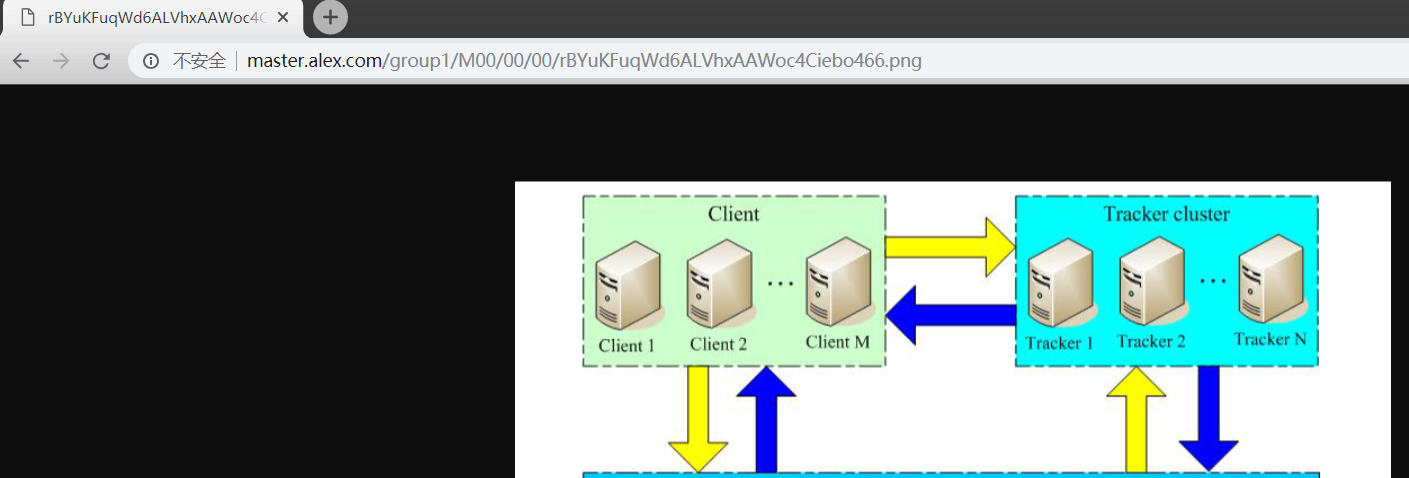 rBYuKFuqWd6ALVhxAAWoc4C
不安全
master.alex.com/group1/M00/00/00/rBYuKFuqWd6ALVhxAAWoc4Ciebo466.png
Client
Tracker cluster
...
...
Client 1
Client 2
Client M
Tracker 1
Tracker 2
Tracker N